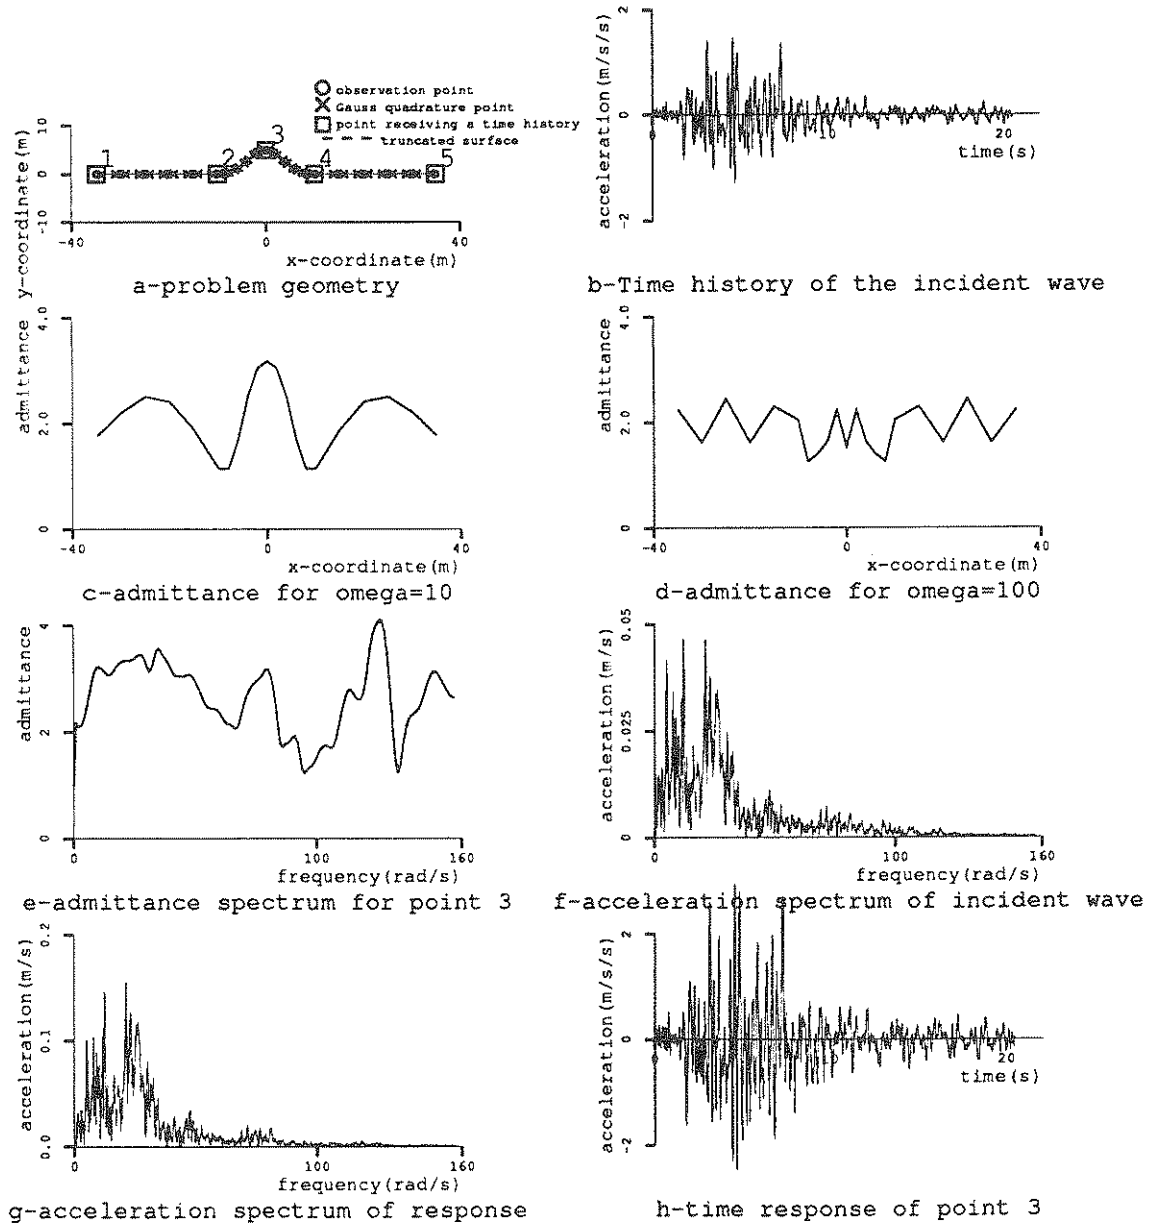 observation point
Gauss quadrature point
point receiving a time history
truncated surface
y-coordinate(m)
-10 0 10
1 2 3 4 5
-40 0 40
x-coordinate(m)
a-problem geometry
acceleration(m/s/s)
-2 0 2
0 10 20
time(s)
b-Time history of the incident wave
admittance
0 2.0 4.0
-40 0 40
x-coordinate(m)
c-admittance for omega=10
admittance
0 2.0 4.0
-40 0 40
x-coordinate(m)
d-admittance for omega=100
admittance
0 2 4
0 100 160
frequency(rad/s)
e-admittance spectrum for point 3
acceleration(m/s)
0 0.025 0.05
0 100 160
frequency(rad/s)
f-acceleration spectrum of incident wave
acceleration(m/s)
0.0 0.1 0.2
0 100 160
frequency(rad/s)
g-acceleration spectrum of response
acceleration(m/s/s)
-2 0 2
0 10 20
time(s)
h-time response of point 3